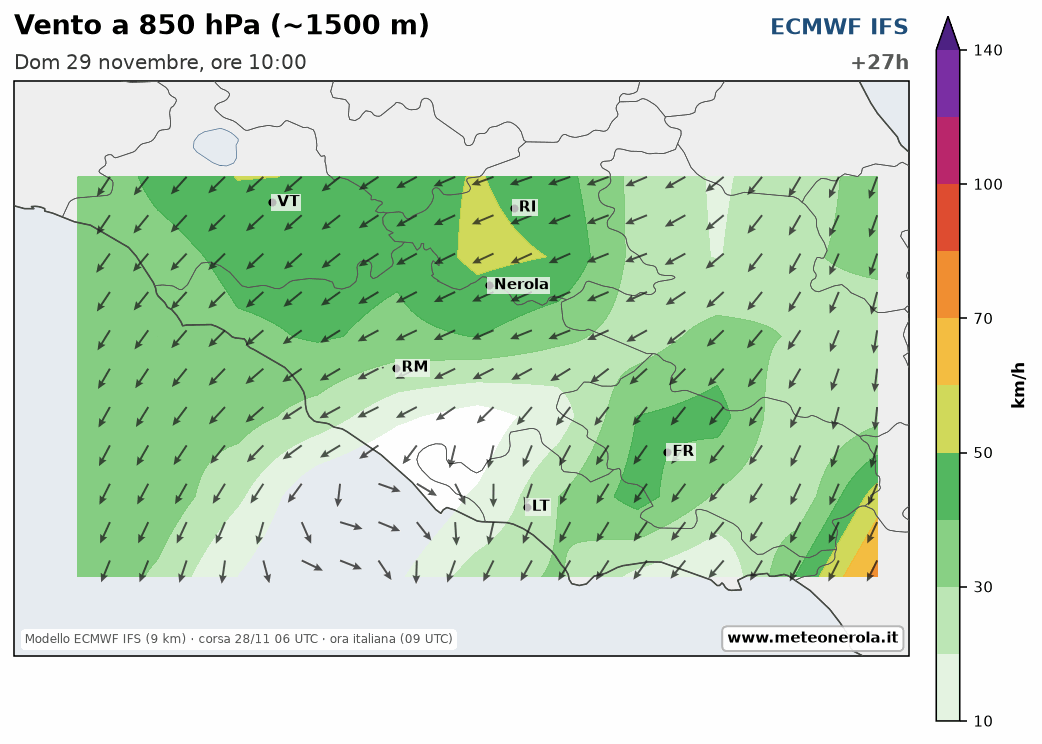 Vento a 850 hPa (~1500 m)
ECMWF IFS
Dom 29 novembre, ore 10:00
+27h
VT
RI
Nerola
RM
FR
LT
140
100
70
50
30
10
km/h
Modello ECMWF IFS (9 km) · corsa 28/11 06 UTC · ora italiana (09 UTC)
www.meteonerola.it